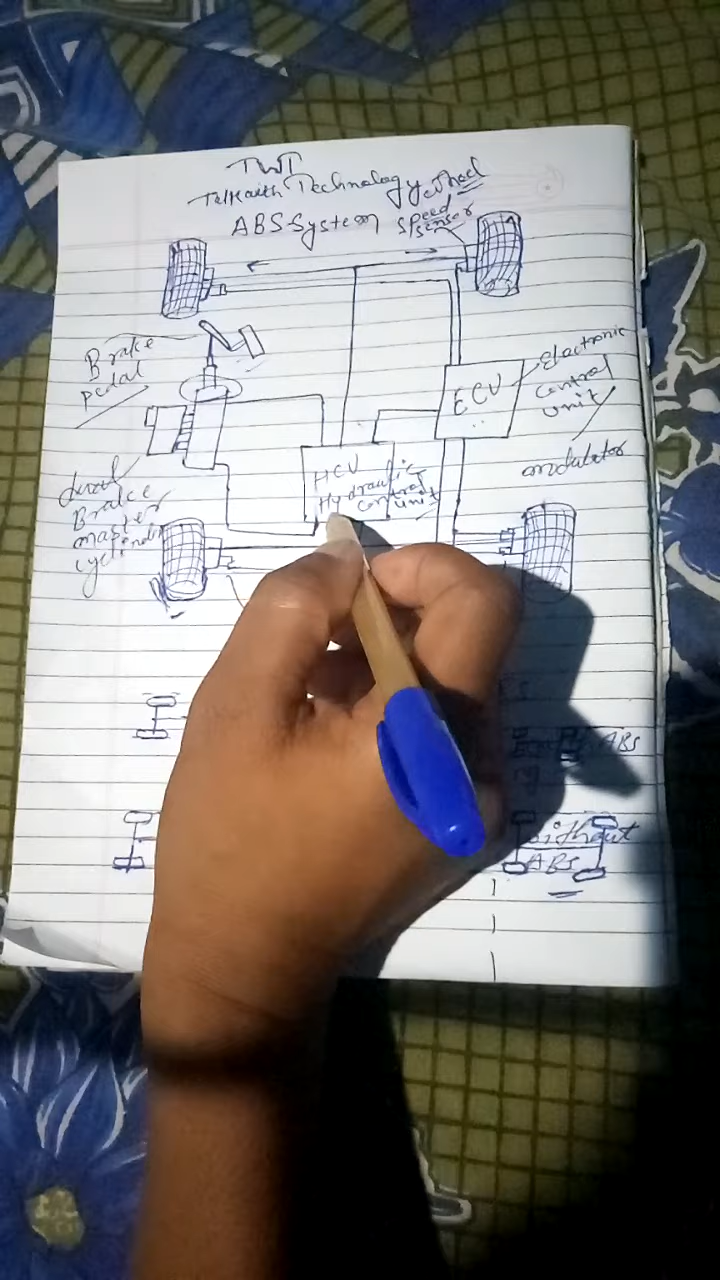 TWT
Technology wheel
ABS System
speed
sensor
Brake
pedal
ECU
electronic
control
unit
modulator
HCU
Hydraulic
control
unit
dual
Brake
master
cylinder
ABS
without
ABS